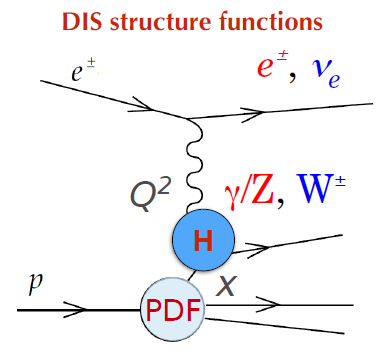 DIS structure functions
e± e±, νe
Q² γ/Z, W±
H
p X
PDF